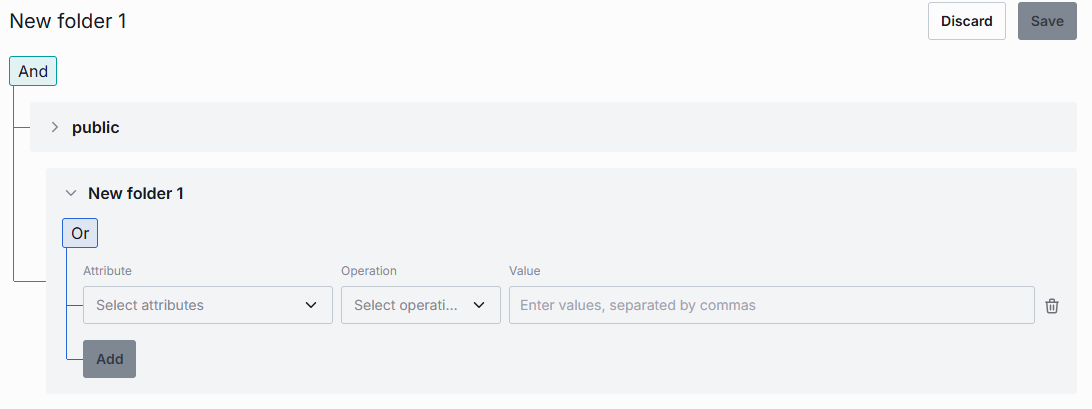 New folder 1
Discard
Save
And
public
New folder 1
Or
Attribute
Operation
Value
Select attributes
Select operati...
Enter values, separated by commas
Add